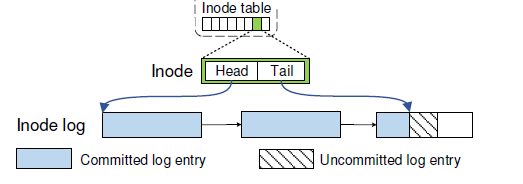 Inode table
Inode
Head
Tail
Inode log
Committed log entry
Uncommitted log entry